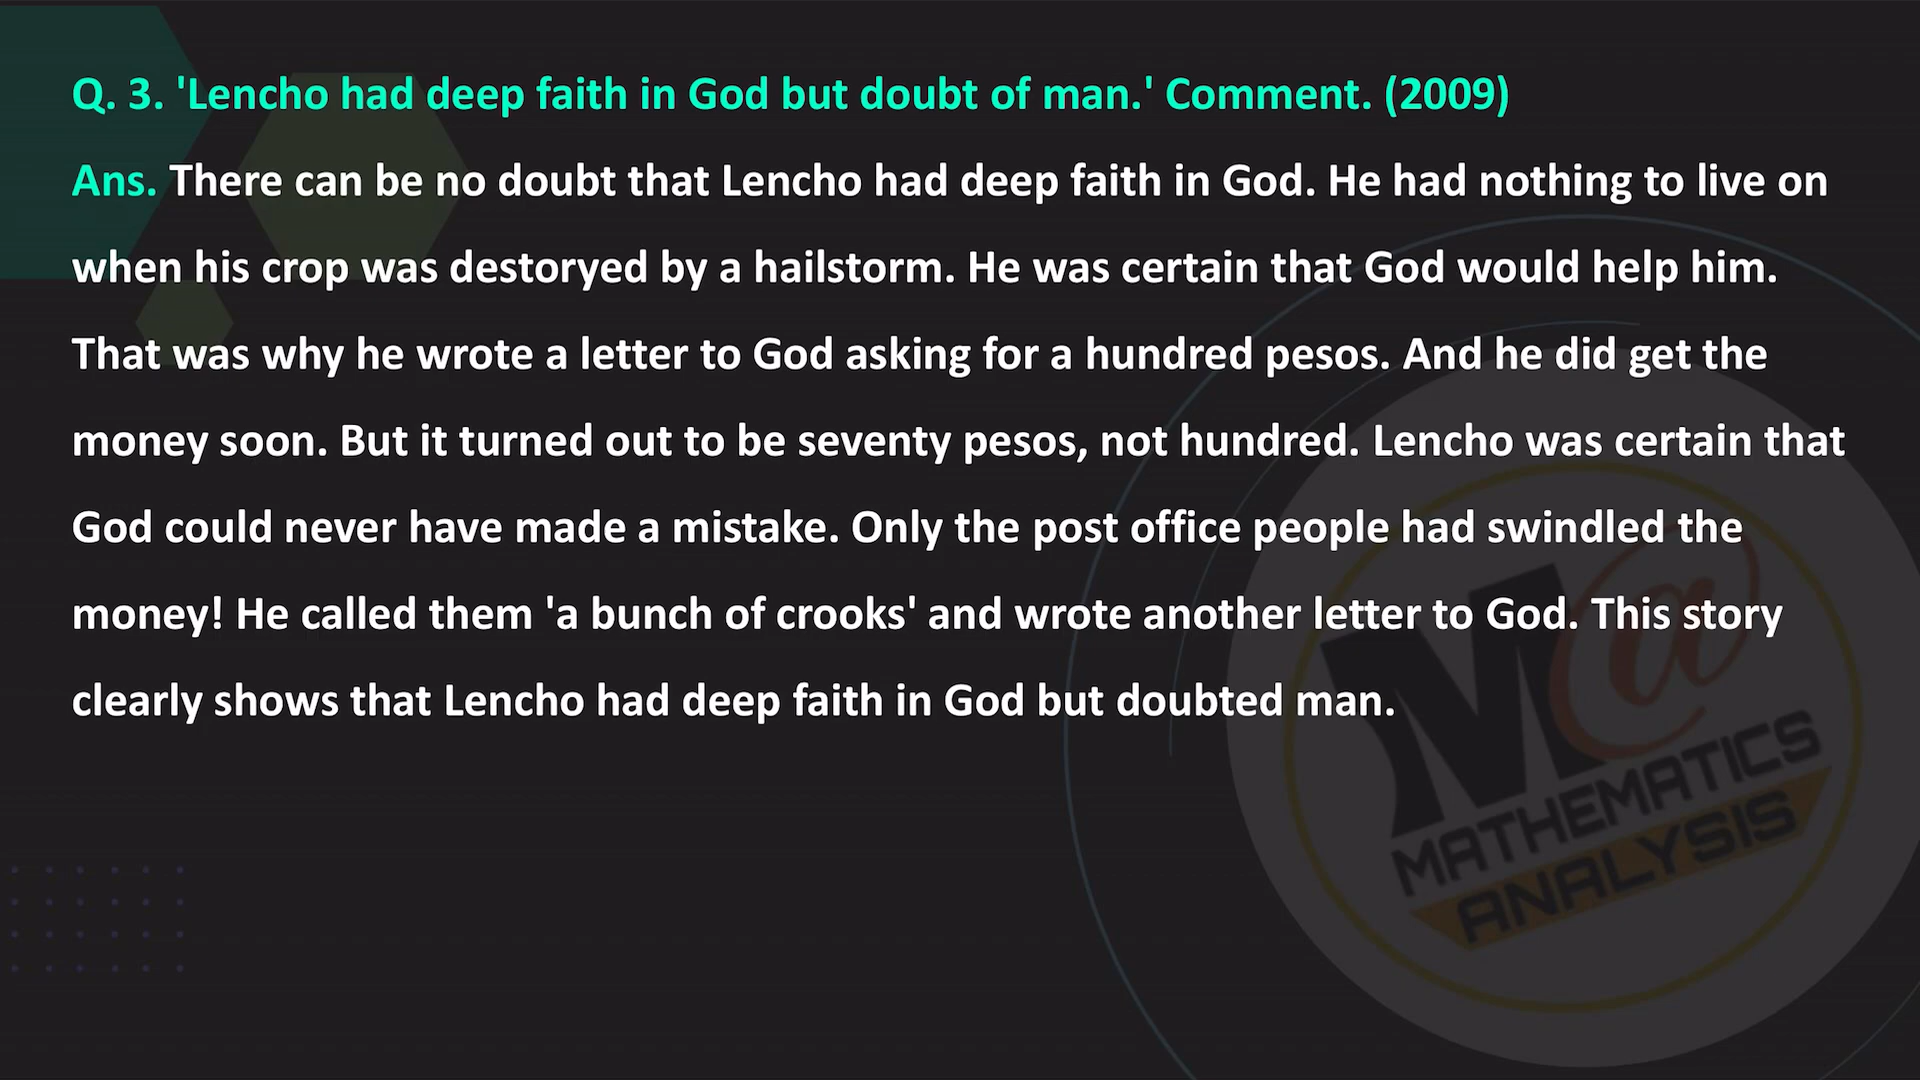 Q. 3. 'Lencho had deep faith in God but doubt of man.' Comment. (2009)
Ans. There can be no doubt that Lencho had deep faith in God. He had nothing to live on
when his crop was destoryed by a hailstorm. He was certain that God would help him.
That was why he wrote a letter to God asking for a hundred pesos. And he did get the
money soon. But it turned out to be seventy pesos, not hundred. Lencho was certain that
God could never have made a mistake. Only the post office people had swindled the
money! He called them 'a bunch of crooks' and wrote another letter to God. This story
clearly shows that Lencho had deep faith in God but doubted man.
M@
MATHEMATICS
ANALYSIS